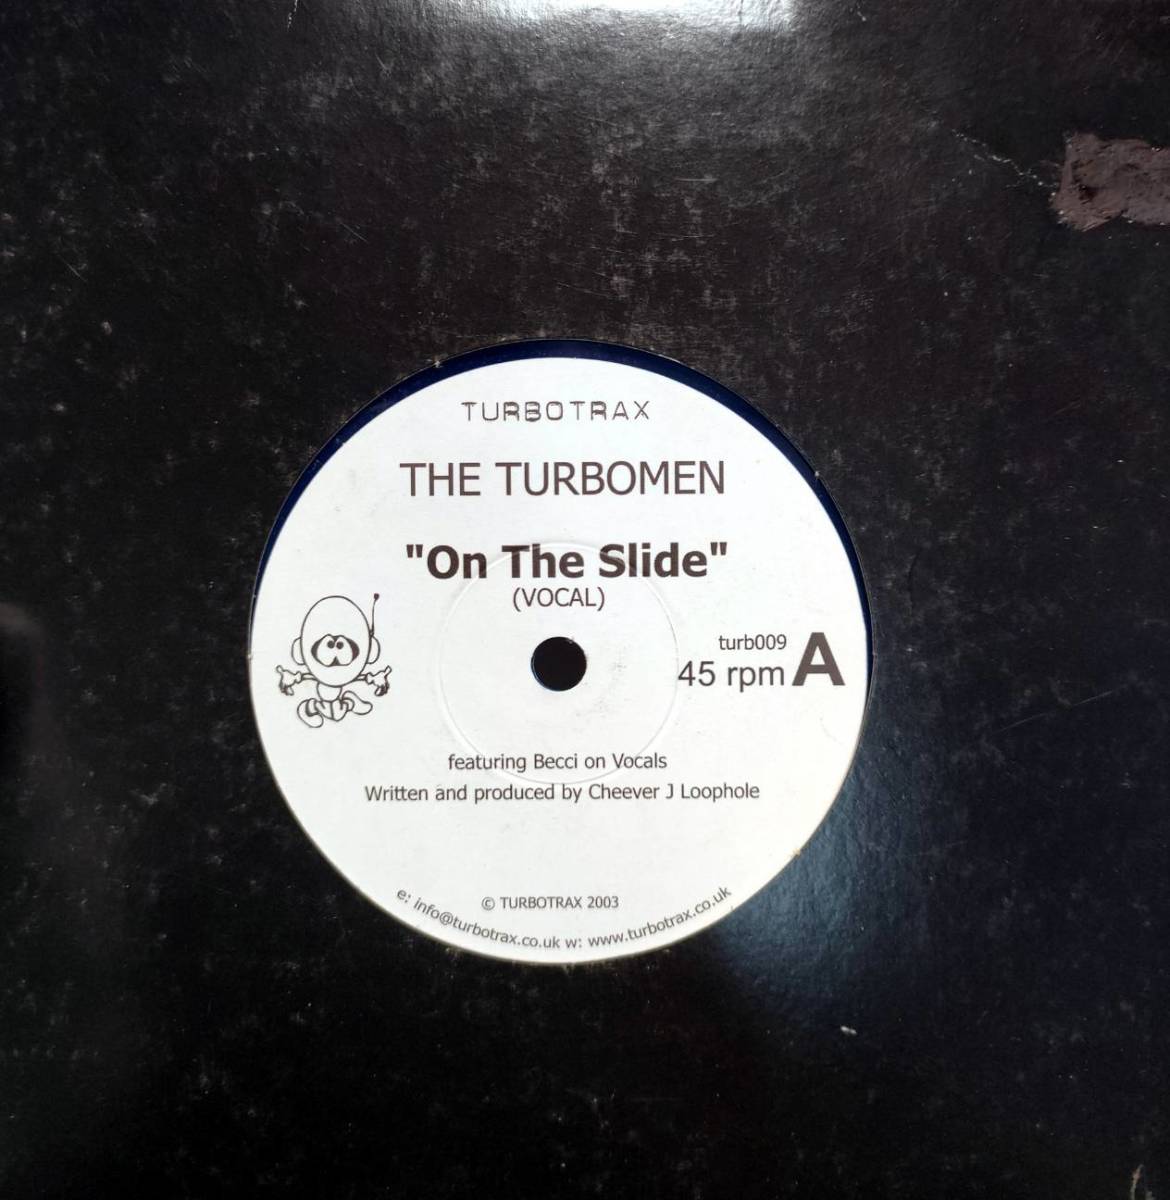 TURBOTRAX
THE TURBOMEN
"On The Slide"
(VOCAL)
turb009
45 rpm A
featuring Becci on Vocals
Written and produced by Cheever J Loophole
© TURBOTRAX 2003
e: info@turbotrax.co.uk w: www.turbotrax.co.uk